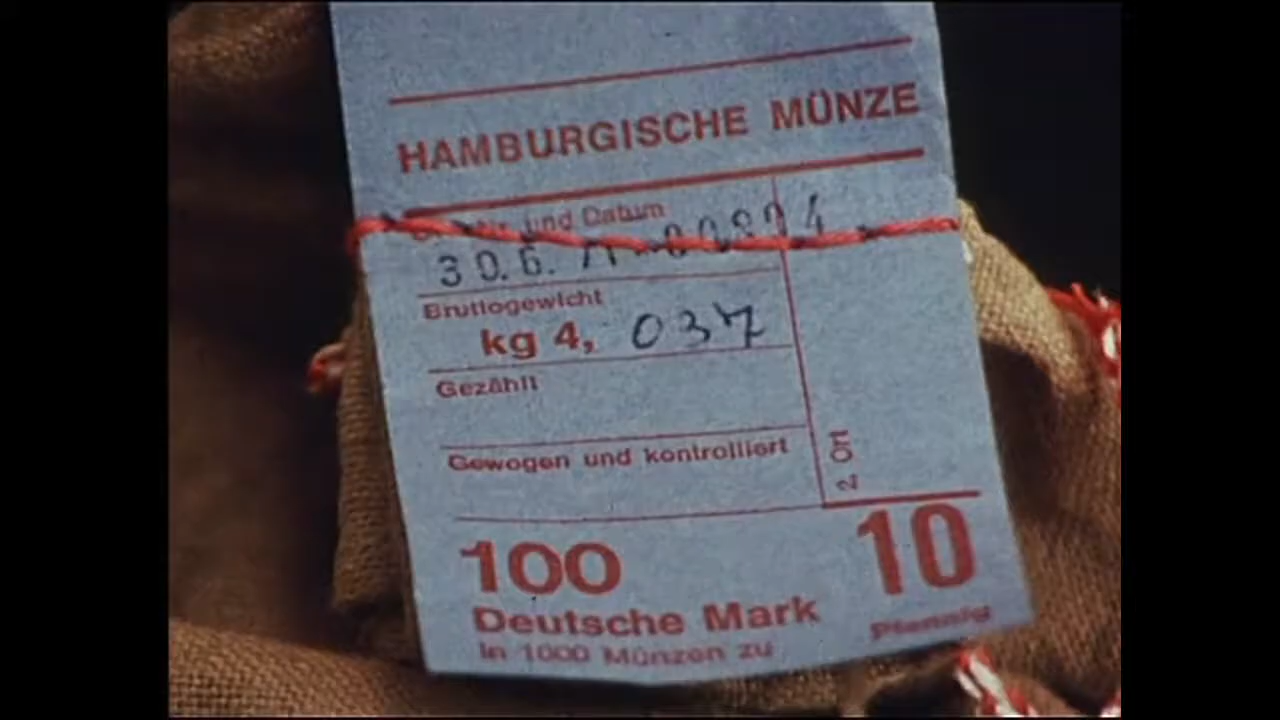 HAMBURGISCHE MÜNZE
und Datum
30.6.
Bruttogewicht
kg 4, 037
Gezählt
Gewogen und kontrolliert
100
10
Deutsche Mark
Pfennig
In 1000 Münzen zu